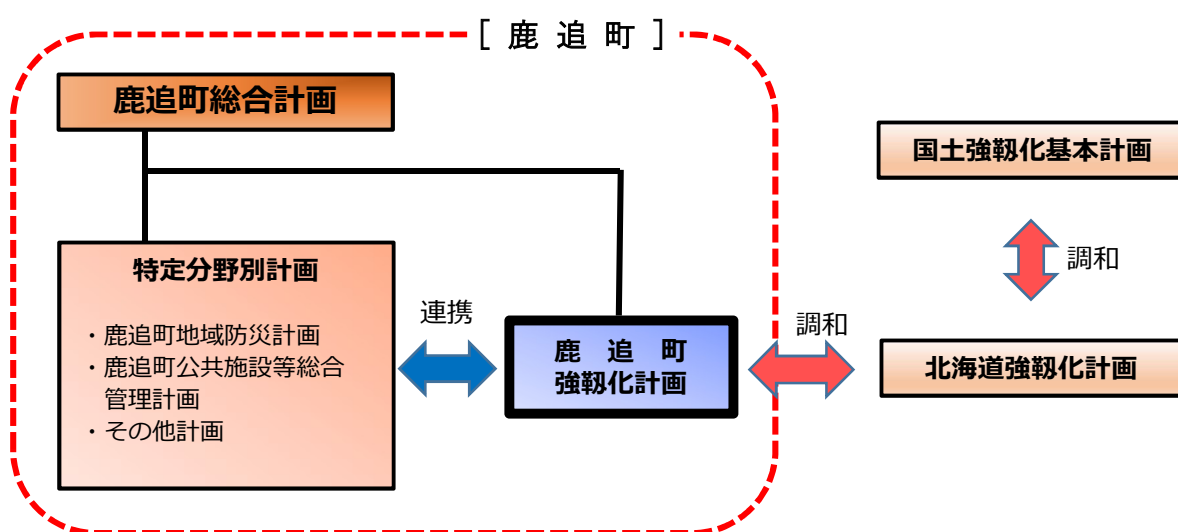 [ 鹿 追 町 ]
鹿追町総合計画
特定分野別計画
・鹿追町地域防災計画
・鹿追町公共施設等総合
管理計画
・その他計画
連携
鹿 追 町
強靱化計画
調和
国土強靱化基本計画
調和
北海道強靱化計画